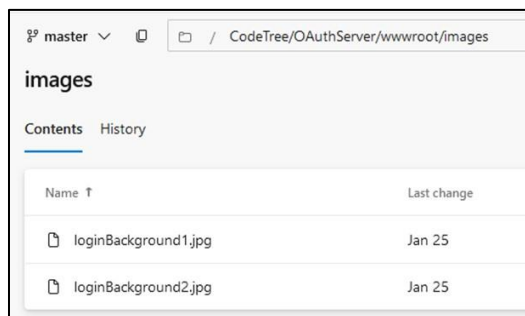 master / CodeTree/OAuthServer/wwwroot/images
images
Contents History
Name ↑ Last change
loginBackground1.jpg Jan 25
loginBackground2.jpg Jan 25